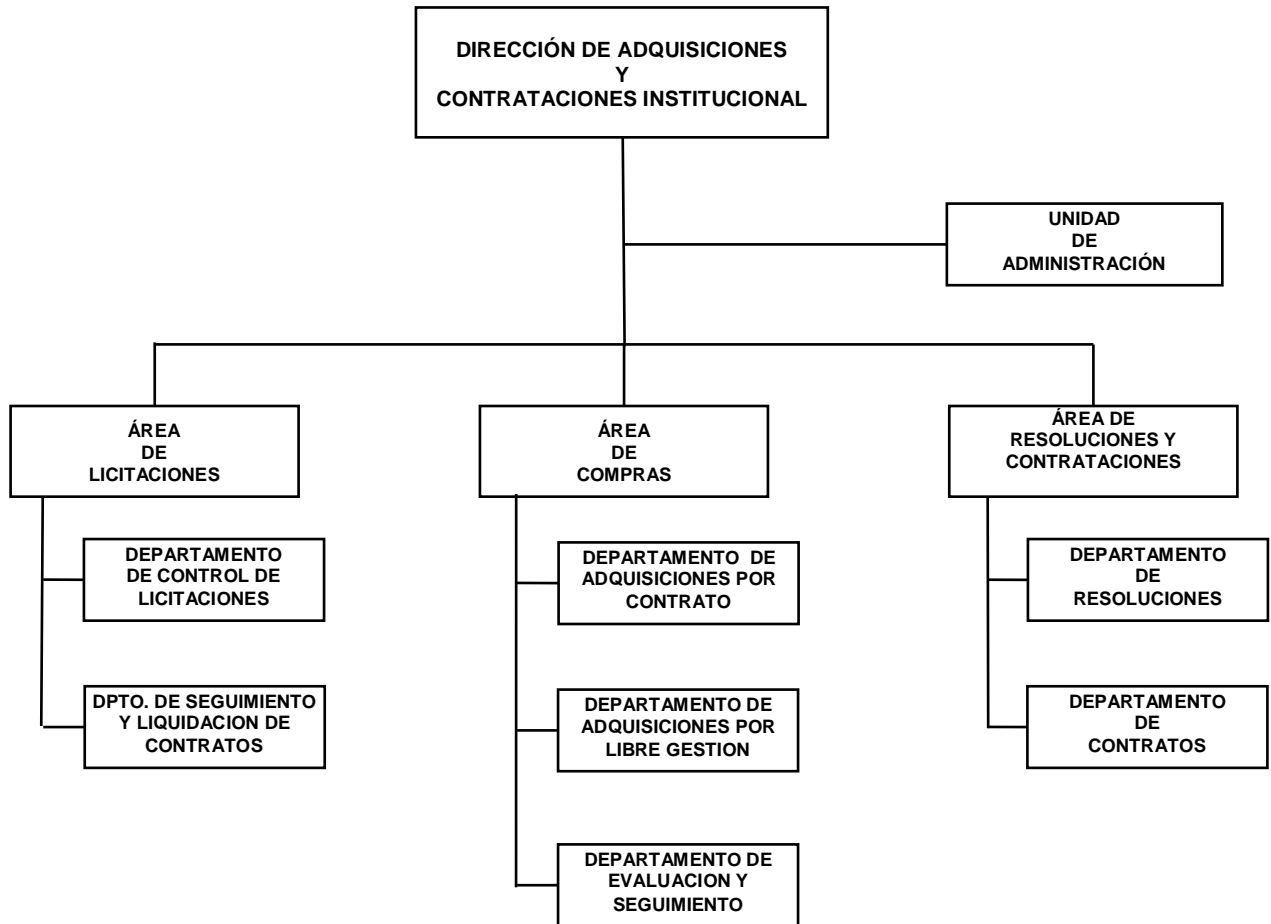 DIRECCIÓN DE ADQUISICIONES
Y
CONTRATACIONES INSTITUCIONAL
UNIDAD
DE
ADMINISTRACIÓN
ÁREA
DE
LICITACIONES
ÁREA
DE
COMPRAS
ÁREA DE
RESOLUCIONES Y
CONTRATACIONES
DEPARTAMENTO
DE CONTROL DE
LICITACIONES
DPTO. DE SEGUIMIENTO
Y LIQUIDACION DE
CONTRATOS
DEPARTAMENTO DE
ADQUISICIONES POR
CONTRATO
DEPARTAMENTO DE
ADQUISICIONES POR
LIBRE GESTION
DEPARTAMENTO DE
EVALUACION Y
SEGUIMIENTO
DEPARTAMENTO
DE
RESOLUCIONES
DEPARTAMENTO
DE
CONTRATOS